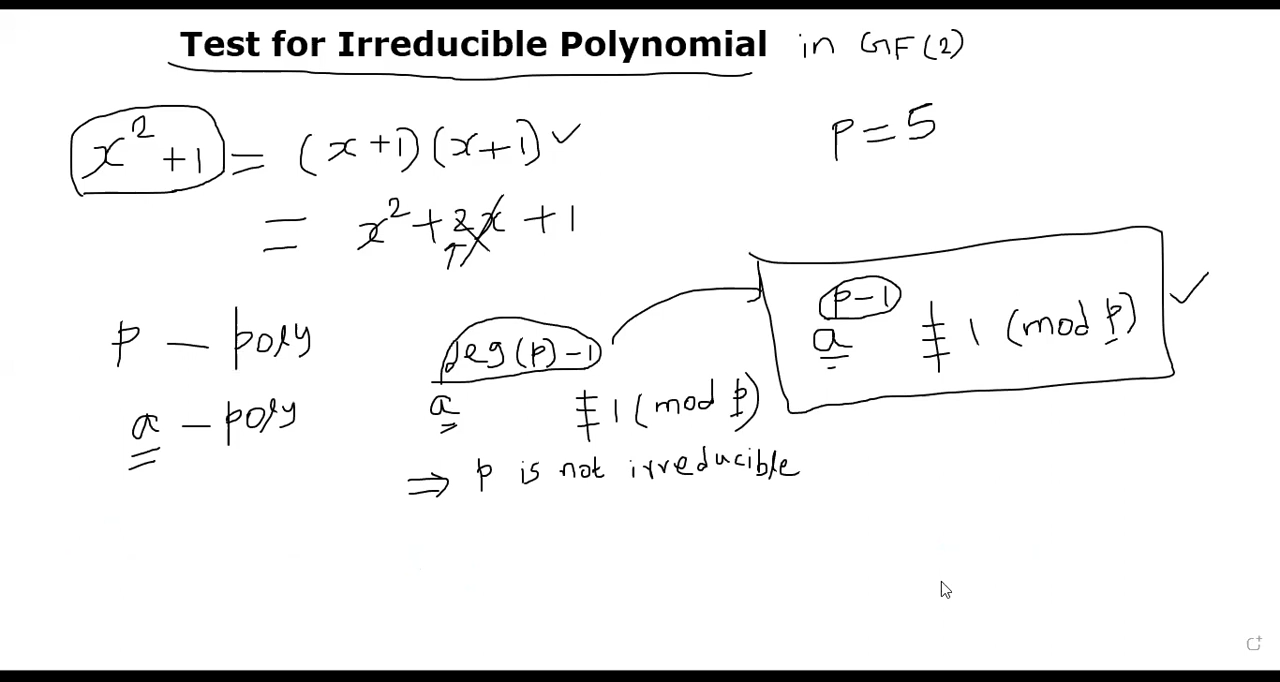 Test for Irreducible Polynomial in GF(2)
x² + 1 = (x+1)(x+1) ✓
p = 5
= x² + 2x + 1
↑
p – poly
a – poly
a^(deg(p)-1) ≢ 1 (mod p)
⇒ p is not irreducible
a^(p-1) ≢ 1 (mod p) ✓